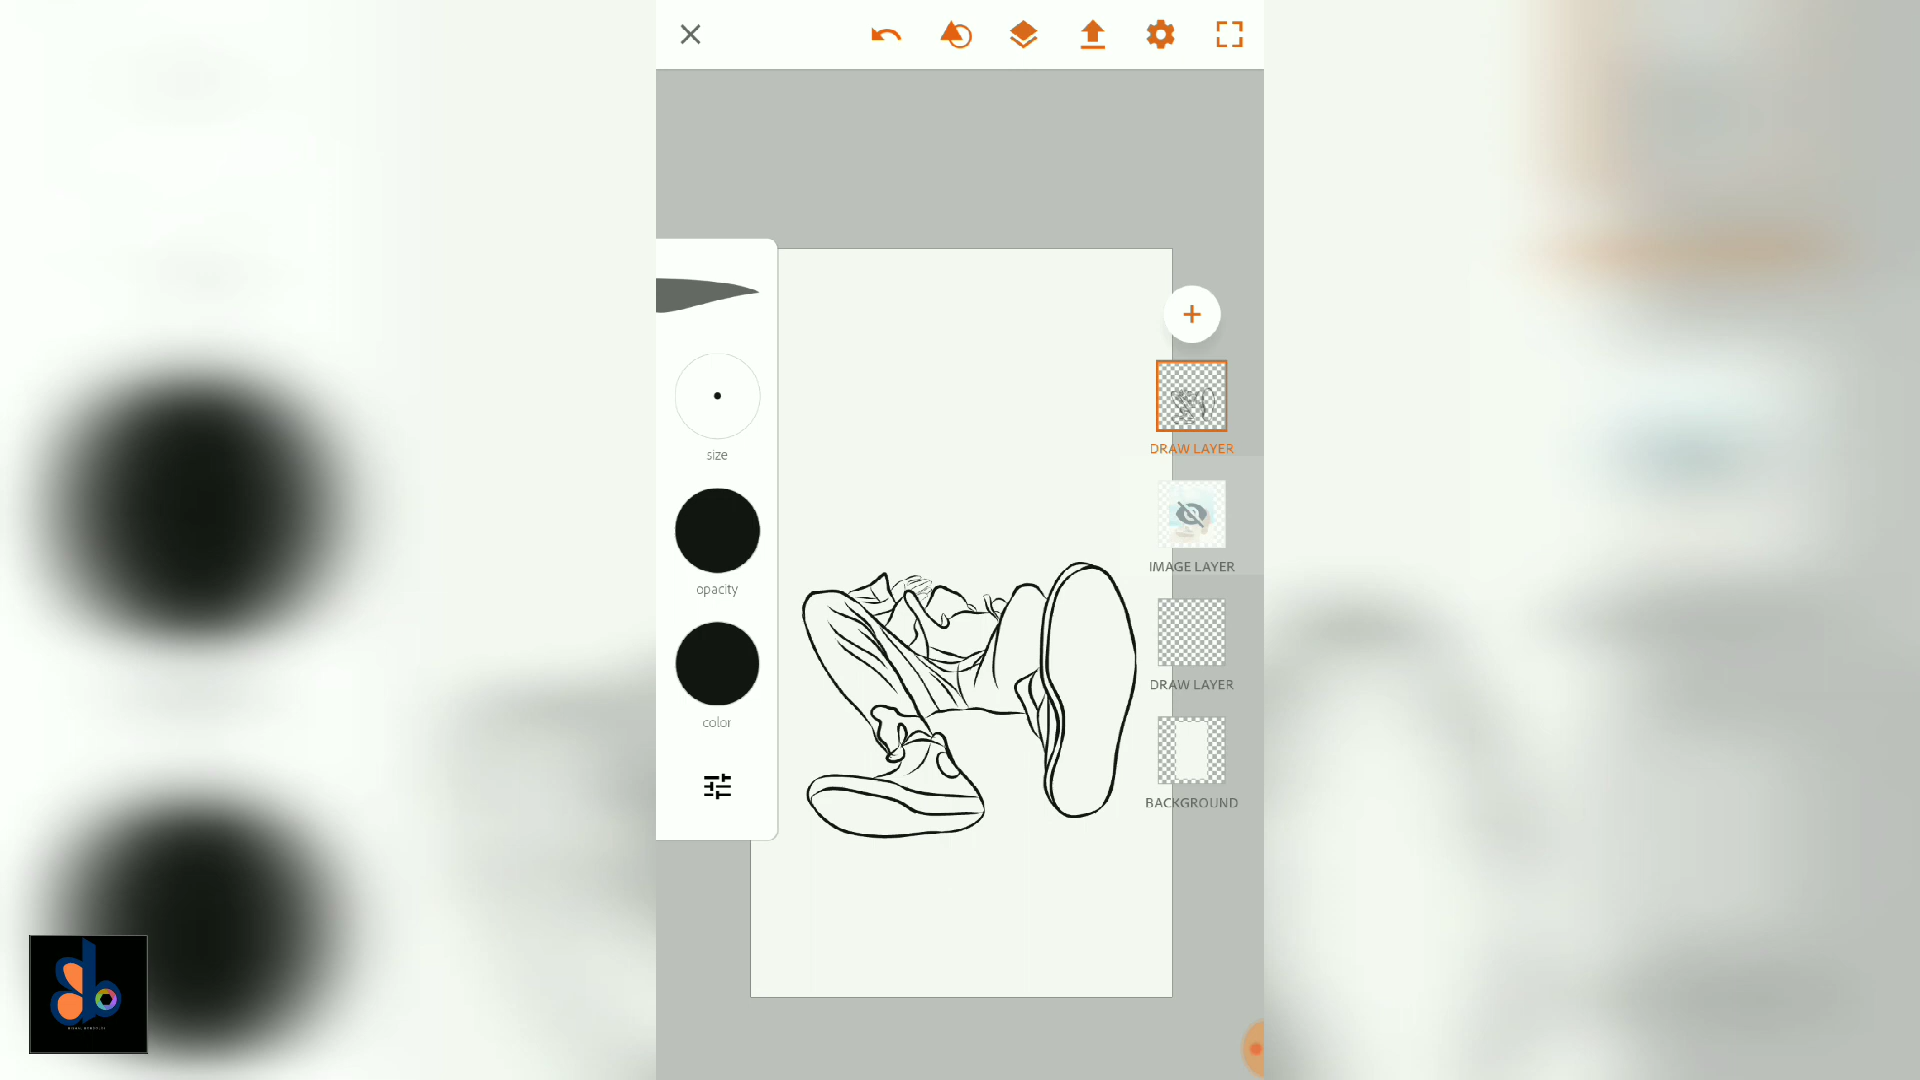 size
DRAW LAYER
IMAGE LAYER
opacity
DRAW LAYER
color
BACKGROUND